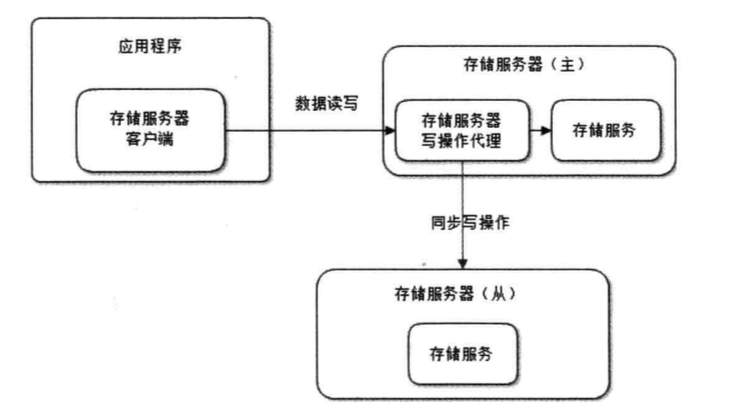 应用程序
存储服务器
客户端
数据读写
存储服务器（主）
存储服务器
写操作代理
存储服务
同步写操作
存储服务器（从）
存储服务